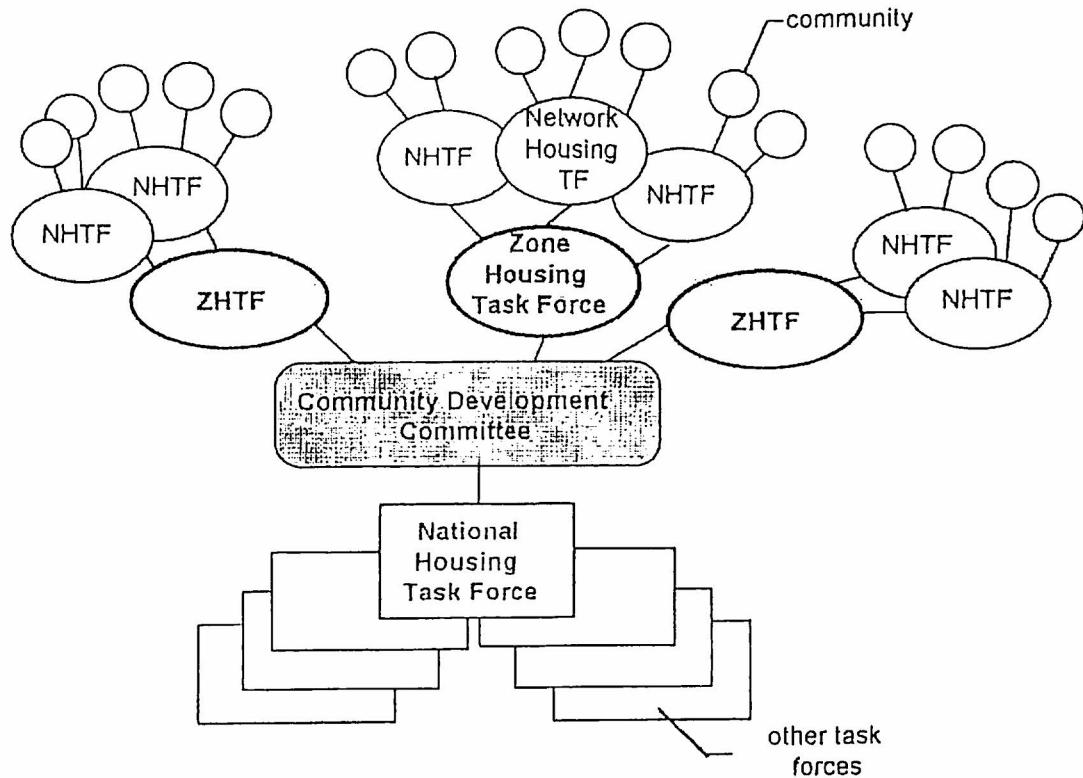 community
Network
Housing
TF
NHTF
NHTF
NHTF
NHTF
NHTF
NHTF
Zone
Housing
Task Force
ZHTF
ZHTF
Community Development
Committee
National
Housing
Task Force
other task
forces